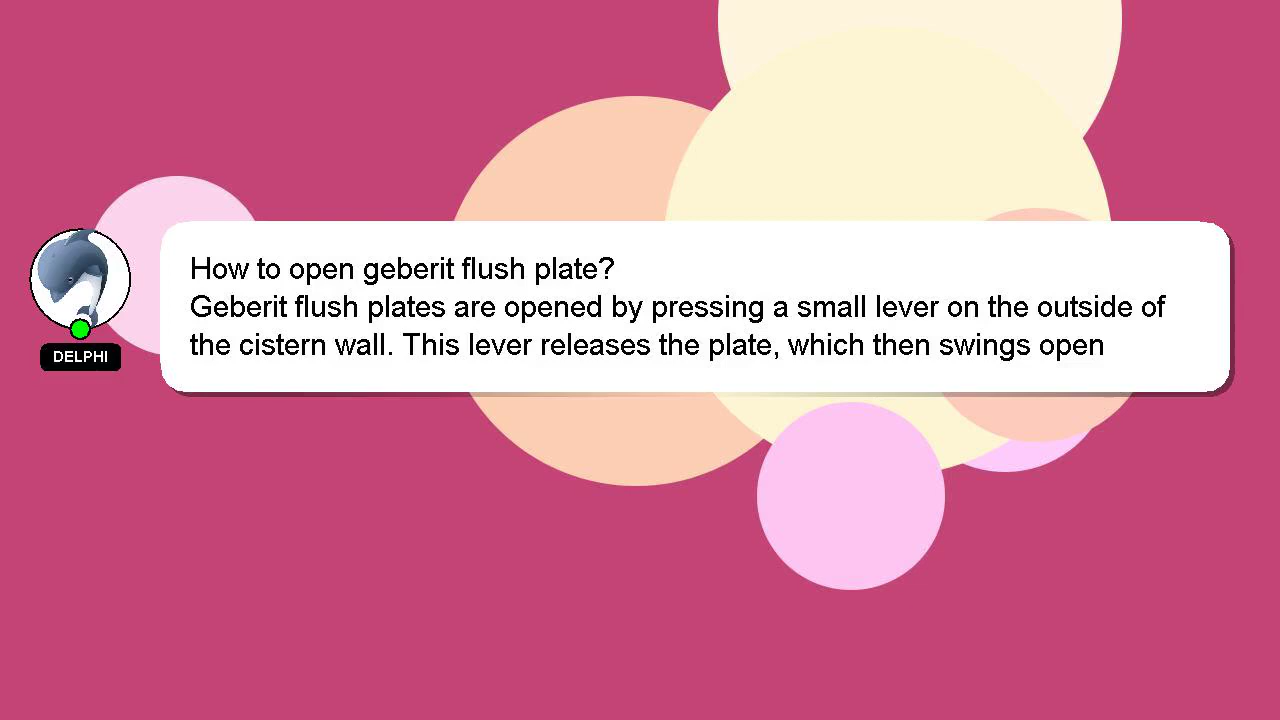 How to open geberit flush plate?
Geberit flush plates are opened by pressing a small lever on the outside of
the cistern wall. This lever releases the plate, which then swings open
DELPHI